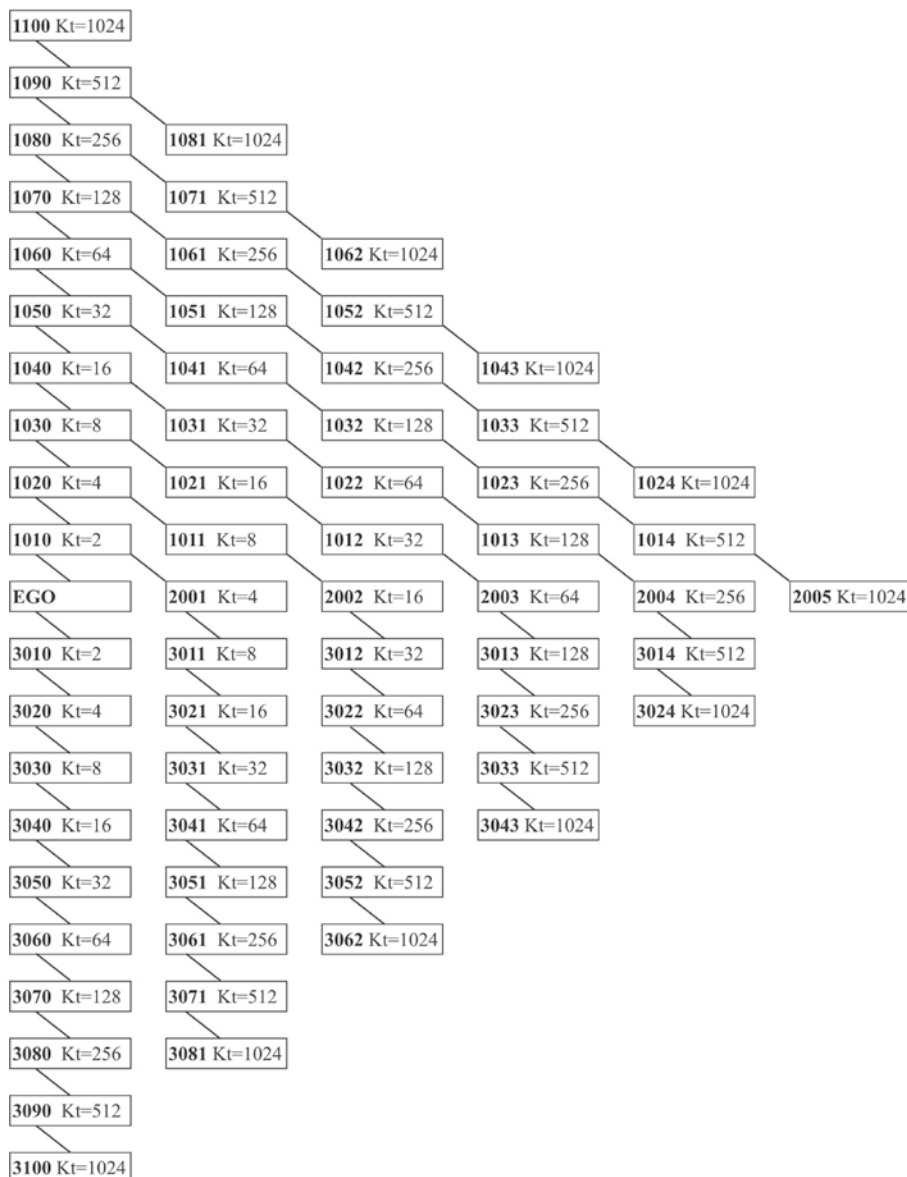 1100 Kt=1024
1090 Kt=512
1080 Kt=256 1081 Kt=1024
1070 Kt=128 1071 Kt=512
1060 Kt=64 1061 Kt=256 1062 Kt=1024
1050 Kt=32 1051 Kt=128 1052 Kt=512
1040 Kt=16 1041 Kt=64 1042 Kt=256 1043 Kt=1024
1030 Kt=8 1031 Kt=32 1032 Kt=128 1033 Kt=512
1020 Kt=4 1021 Kt=16 1022 Kt=64 1023 Kt=256 1024 Kt=1024
1010 Kt=2 1011 Kt=8 1012 Kt=32 1013 Kt=128 1014 Kt=512
EGO 2001 Kt=4 2002 Kt=16 2003 Kt=64 2004 Kt=256 2005 Kt=1024
3010 Kt=2 3011 Kt=8 3012 Kt=32 3013 Kt=128 3014 Kt=512
3020 Kt=4 3021 Kt=16 3022 Kt=64 3023 Kt=256 3024 Kt=1024
3030 Kt=8 3031 Kt=32 3032 Kt=128 3033 Kt=512
3040 Kt=16 3041 Kt=64 3042 Kt=256 3043 Kt=1024
3050 Kt=32 3051 Kt=128 3052 Kt=512
3060 Kt=64 3061 Kt=256 3062 Kt=1024
3070 Kt=128 3071 Kt=512
3080 Kt=256 3081 Kt=1024
3090 Kt=512
3100 Kt=1024